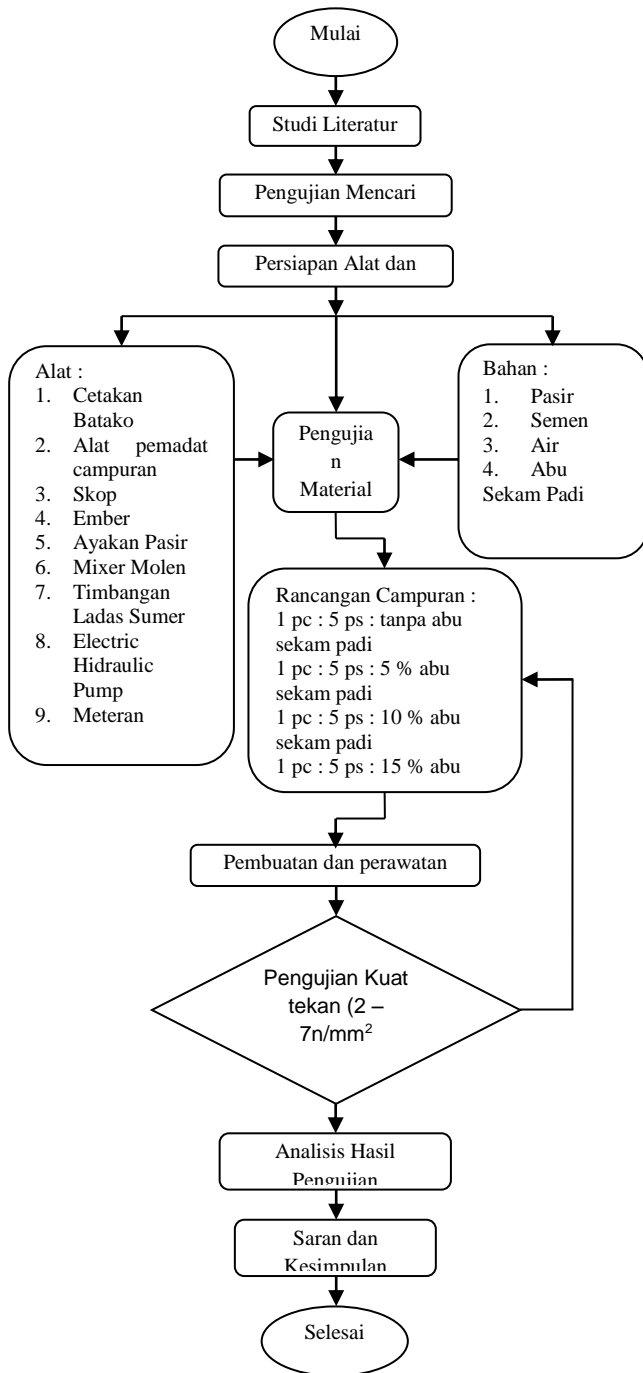 Mulai
Studi Literatur
Pengujian Mencari
Persiapan Alat dan
Alat :
1. Cetakan
Batako
2. Alat pemadat
campuran
3. Skop
4. Ember
5. Ayakan Pasir
6. Mixer Molen
7. Timbangan
Ladas Sumer
8. Electric
Hidraulic
Pump
9. Meteran
Pengujia
n
Material
Bahan :
1. Pasir
2. Semen
3. Air
4. Abu
Sekam Padi
Rancangan Campuran :
1 pc : 5 ps : tanpa abu
sekam padi
1 pc : 5 ps : 5 % abu
sekam padi
1 pc : 5 ps : 10 % abu
sekam padi
1 pc : 5 ps : 15 % abu
Pembuatan dan perawatan
Pengujian Kuat
tekan (2 –
7n/mm²
Analisis Hasil
Pengujian
Saran dan
Kesimpulan
Selesai